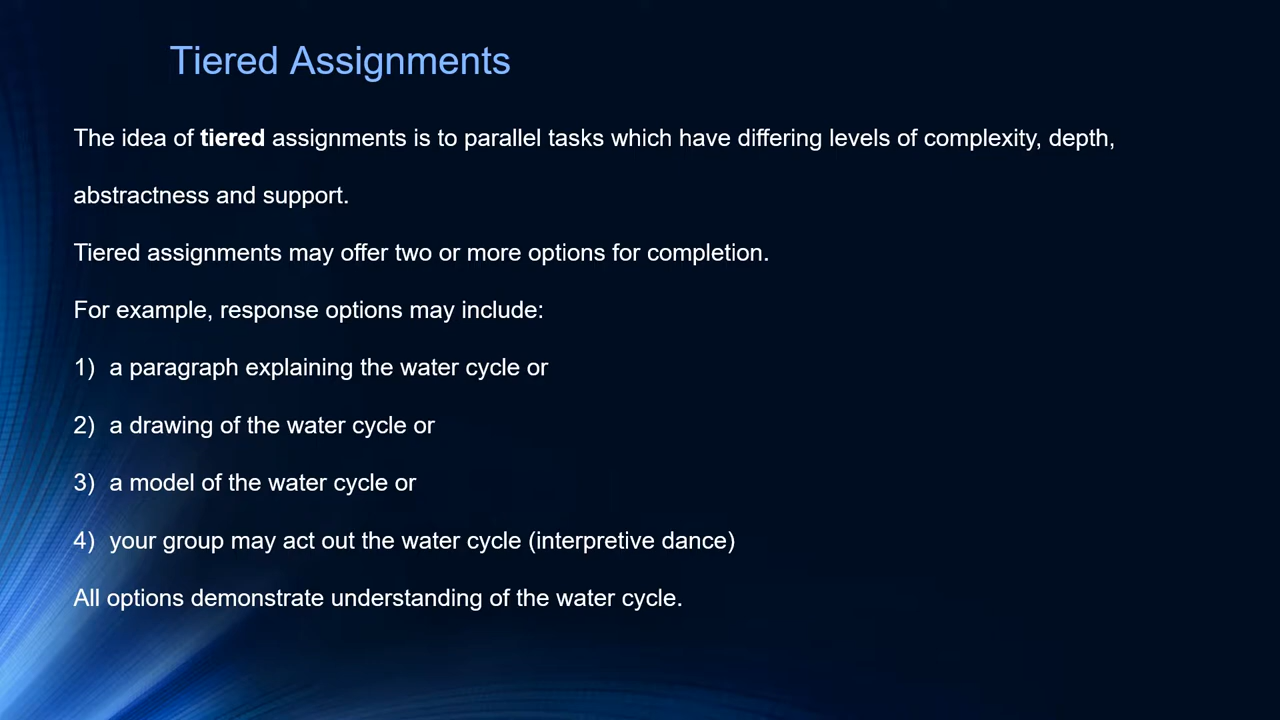 Tiered Assignments
The idea of tiered assignments is to parallel tasks which have differing levels of complexity, depth,
abstractness and support.
Tiered assignments may offer two or more options for completion.
For example, response options may include:
1) a paragraph explaining the water cycle or
2) a drawing of the water cycle or
3) a model of the water cycle or
4) your group may act out the water cycle (interpretive dance)
All options demonstrate understanding of the water cycle.